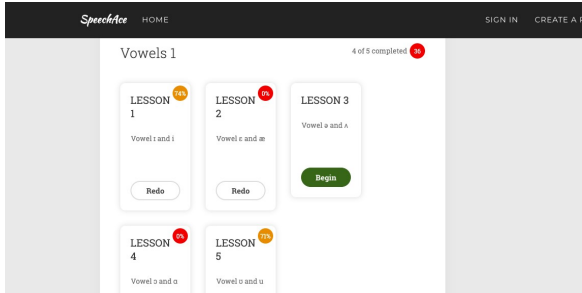 SpeechAce HOME SIGN IN CREATE A
Vowels 1 4 of 5 completed 36
LESSON 1 74%
Vowel ɪ and i
Redo
LESSON 2 0%
Vowel ɛ and æ
Redo
LESSON 3
Vowel ə and ʌ
Begin
LESSON 4 0%
Vowel ɔ and ɑ
LESSON 5 72%
Vowel ʊ and u